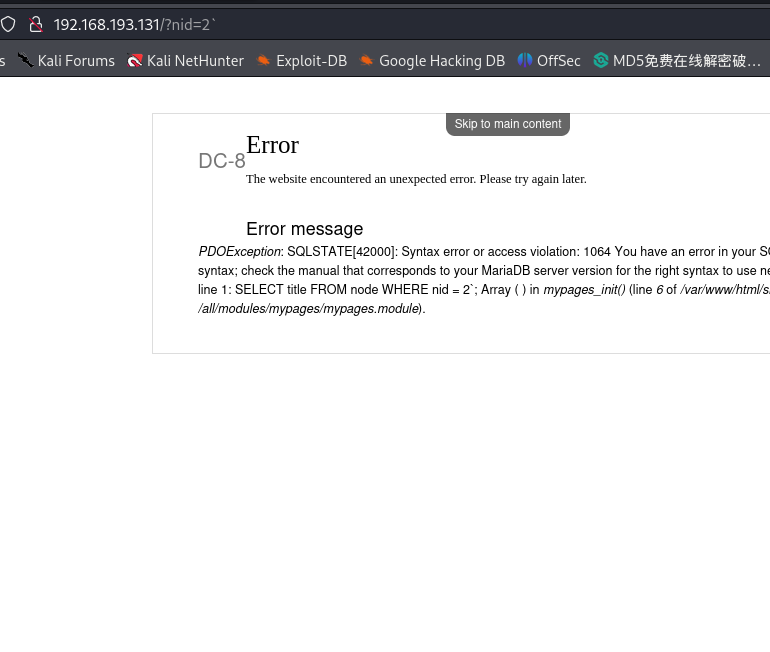 192.168.193.131/?nid=2`
s Kali Forums Kali NetHunter Exploit-DB Google Hacking DB OffSec MD5免费在线解密破…
Skip to main content
DC-8
Error
The website encountered an unexpected error. Please try again later.
Error message
PDOException: SQLSTATE[42000]: Syntax error or access violation: 1064 You have an error in your S
syntax; check the manual that corresponds to your MariaDB server version for the right syntax to use ne
line 1: SELECT title FROM node WHERE nid = 2`; Array ( ) in mypages_init() (line 6 of /var/www/html/s
/all/modules/mypages/mypages.module).